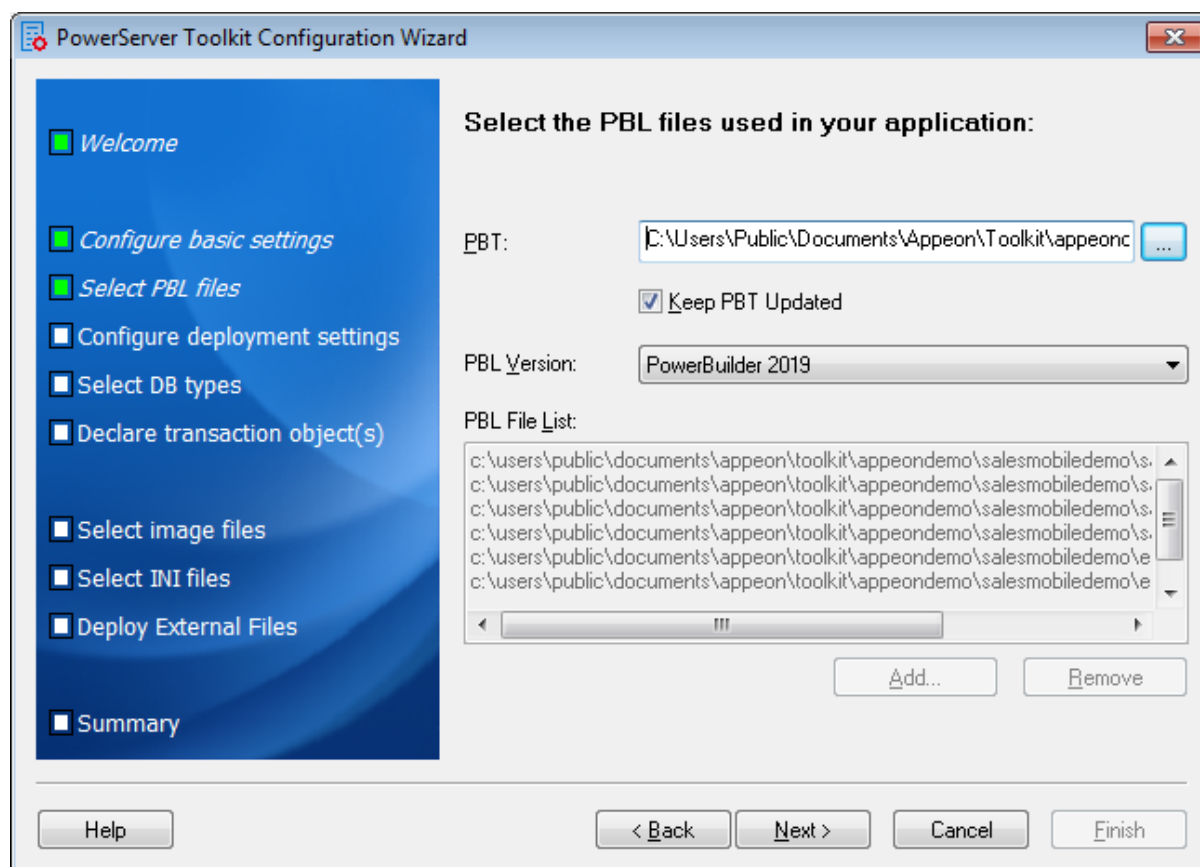 PowerServer Toolkit Configuration Wizard
Welcome
Configure basic settings
Select PBL files
Configure deployment settings
Select DB types
Declare transaction object(s)
Select image files
Select INI files
Deploy External Files
Summary
Select the PBL files used in your application:
PBT:
C:\Users\Public\Documents\Appeon\Toolkit\appeonc
...
Keep PBT Updated
PBL Version:
PowerBuilder 2019
PBL File List:
c:\users\public\documents\appeon\toolkit\appeondemo\salesmobiledemo\s
c:\users\public\documents\appeon\toolkit\appeondemo\salesmobiledemo\s
c:\users\public\documents\appeon\toolkit\appeondemo\salesmobiledemo\s
c:\users\public\documents\appeon\toolkit\appeondemo\salesmobiledemo\s
c:\users\public\documents\appeon\toolkit\appeondemo\salesmobiledemo\e
c:\users\public\documents\appeon\toolkit\appeondemo\salesmobiledemo\e
Add...
Remove
Help
< Back
Next >
Cancel
Finish